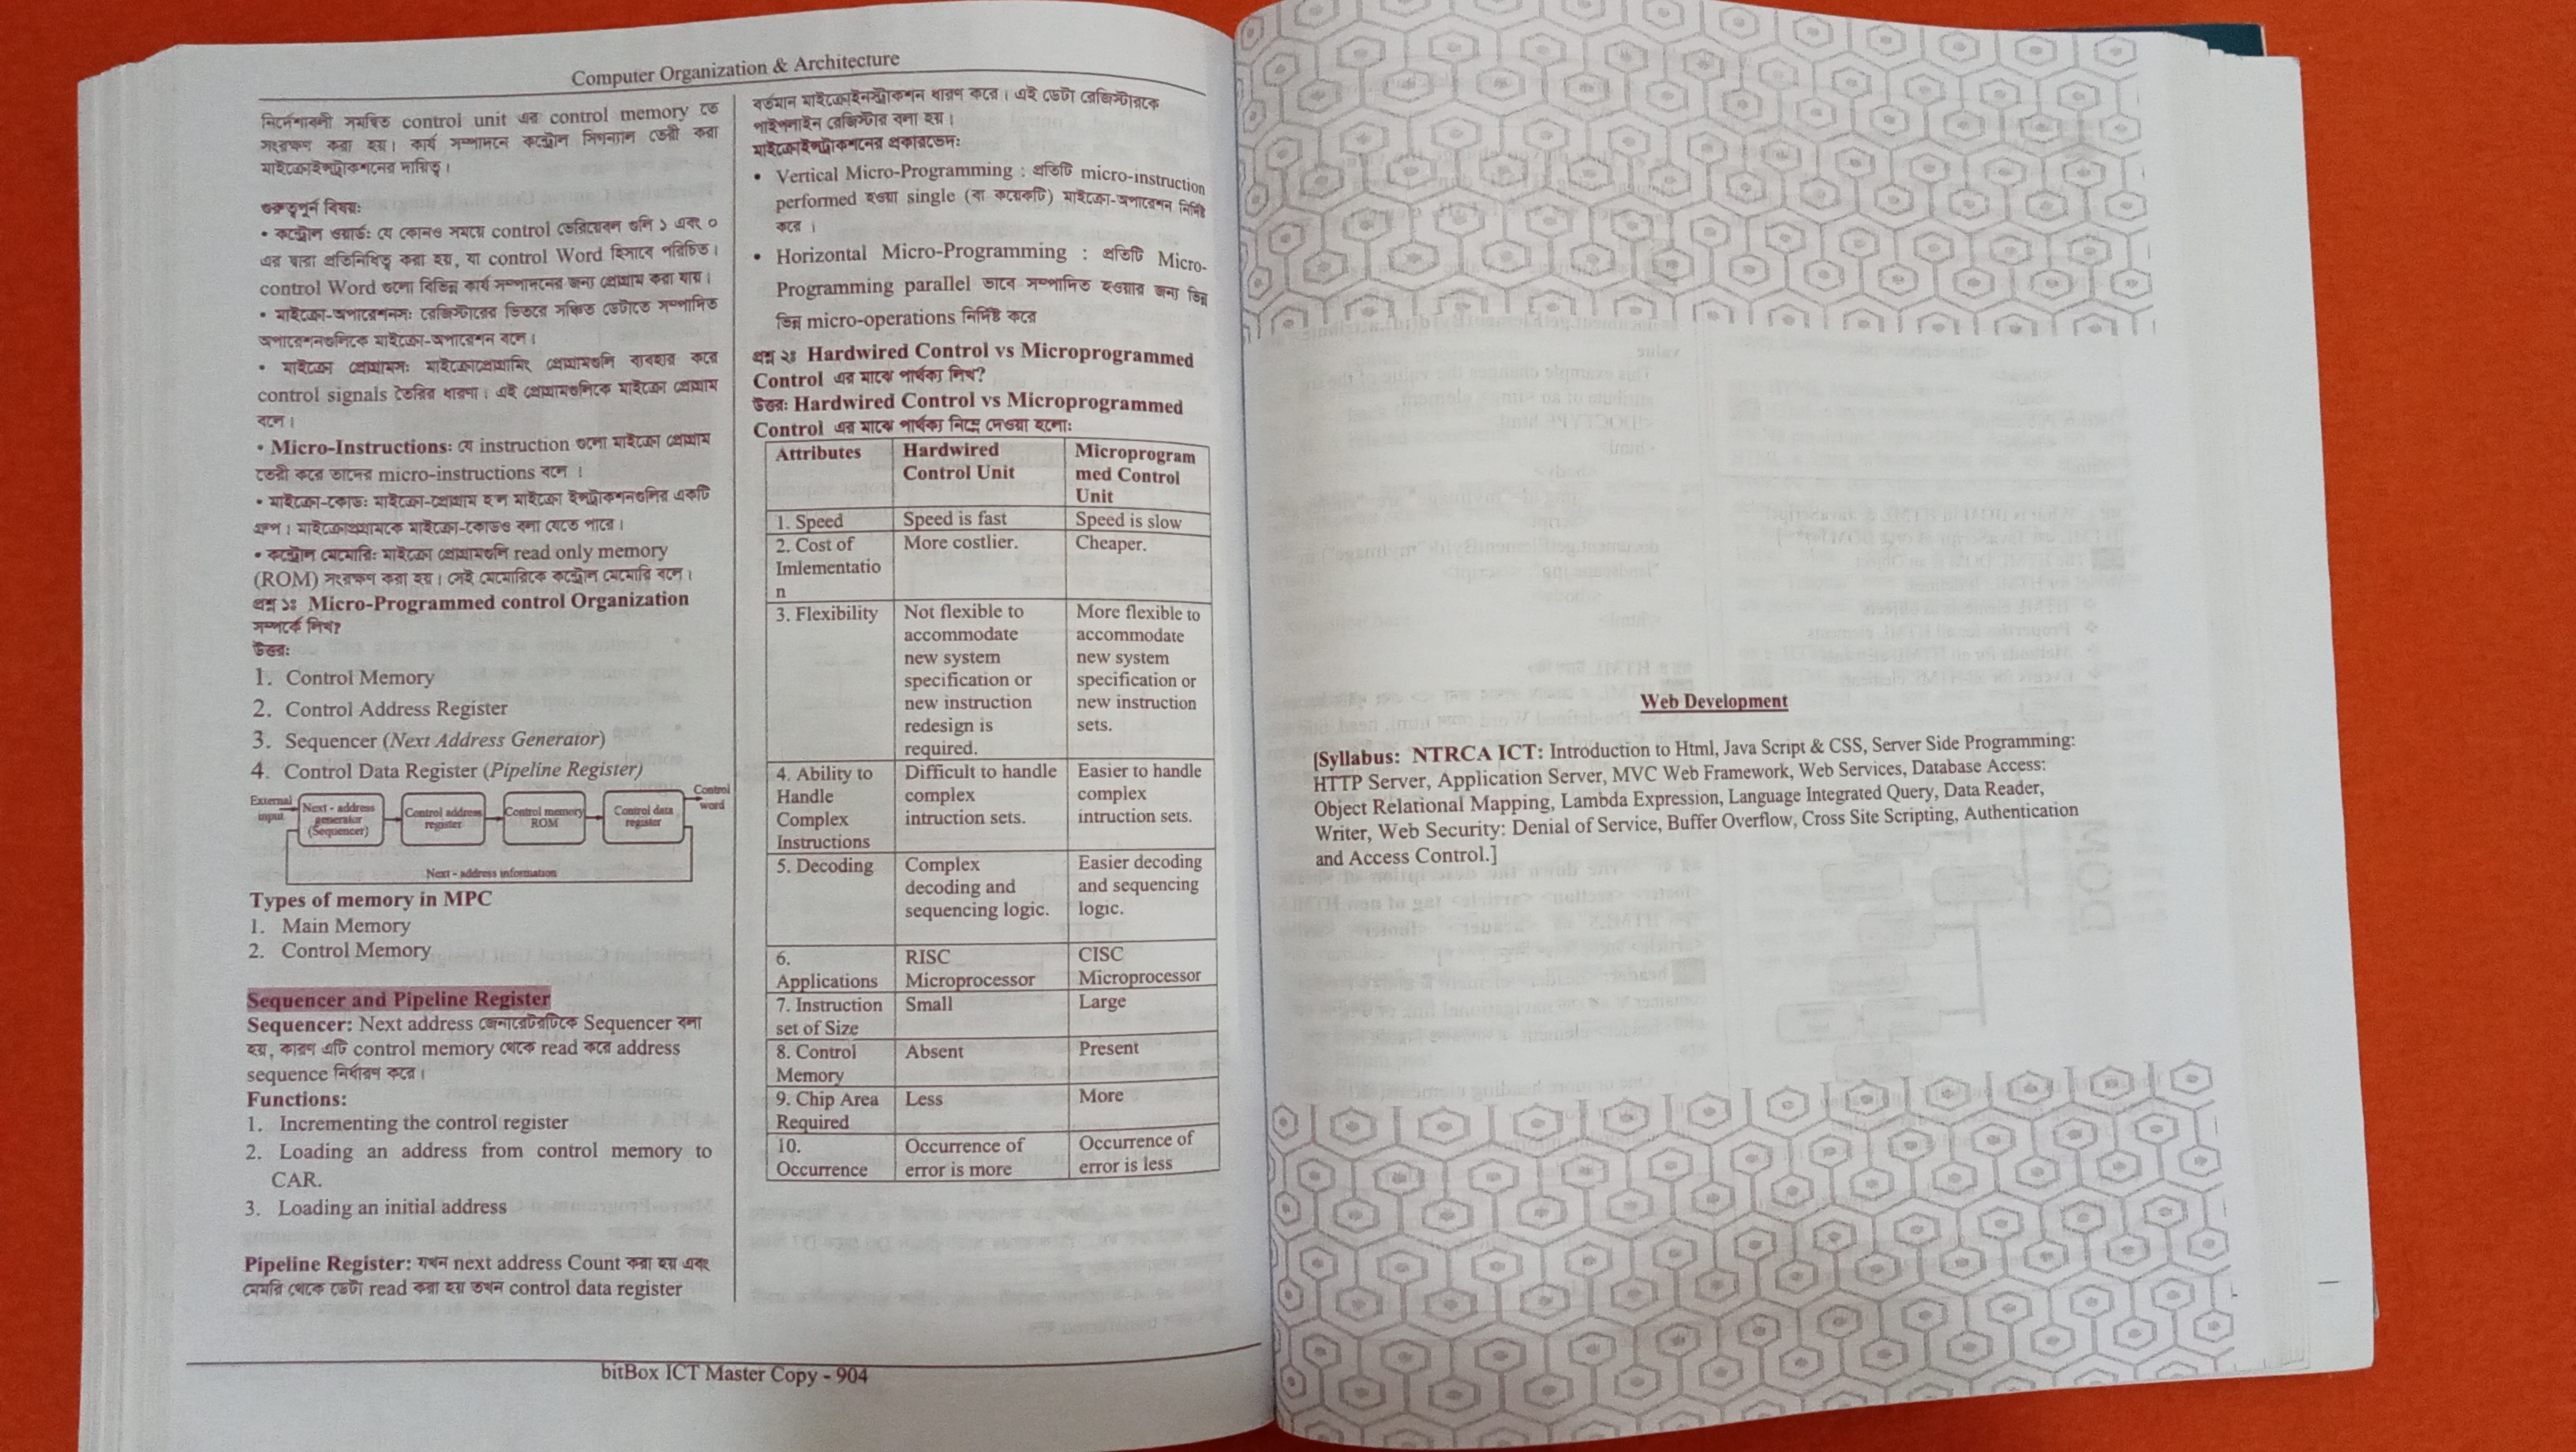 Computer Organization & Architecture
নির্দেশাবলী সমন্বিত control unit এর control memory তে
সংরক্ষণ করা হয়। কার্য সম্পাদনে কন্ট্রোল সিগন্যাল তেরী করা
মাইক্রোইন্সট্রাকশনের দায়িত্ব।
গুরুত্বপূর্ন বিষয়:
• কন্ট্রোল ওয়ার্ড: যে কোনও সময়ে control ভেরিয়েবল গুলি ১ এবং ০
এর দ্বারা প্রতিনিধিত্ব করা হয়, যা control Word হিসাবে পরিচিত।
control Word গুলো বিভিন্ন কার্য সম্পাদনের জন্য প্রোগ্রাম করা যায়।
• মাইক্রো-অপারেশনস: রেজিস্টারের ভিতরে সঞ্চিত ডেটাতে সম্পাদিত
অপারেশনগুলিকে মাইক্রো-অপারেশন বলে।
• মাইক্রো প্রোগ্রামস: মাইক্রোপ্রোগ্রামিং প্রোগ্রামগুলি ব্যবহার করে
control signals তৈরির ধারণা। এই প্রোগ্রামগুলিকে মাইক্রো প্রোগ্রাম
বলে।
• Micro-Instructions: যে instruction গুলো মাইক্রো প্রোগ্রাম
তেরী করে তাদের micro-instructions বলে ।
• মাইক্রো-কোড: মাইক্রো-প্রোগ্রাম হল মাইক্রো ইন্সট্রাকশনগুলির একটি
গ্রুপ। মাইক্রোপ্রোগ্রামকে মাইক্রো-কোডও বলা যেতে পারে।
• কন্ট্রোল মেমোরি: মাইক্রো প্রোগ্রামগুলি read only memory
(ROM) সংরক্ষণ করা হয়। সেই মেমোরিকে কন্ট্রোল মেমোরি বলে।
প্রশ্ন ১ঃ Micro-Programmed control Organization
সম্পর্কে লিখ?
উত্তর:
1. Control Memory
2. Control Address Register
3. Sequencer (Next Address Generator)
4. Control Data Register (Pipeline Register)
External input
Next - address generator (Sequencer)
Control address register
Control memory ROM
Control data register
Control word
Next - address information
Types of memory in MPC
1. Main Memory
2. Control Memory
Sequencer and Pipeline Register
Sequencer: Next address জেনারেটরটিকে Sequencer বলা
হয়, কারণ এটি control memory থেকে read করে address
sequence নির্ধারণ করে।
Functions:
1. Incrementing the control register
2. Loading an address from control memory to
CAR.
3. Loading an initial address
Pipeline Register: যখন next address Count করা হয় এবং
মেমরি থেকে ডেটা read করা হয় তখন control data register
বর্তমান মাইক্রোইনস্ট্রাকশন ধারণ করে। এই ডেটা রেজিস্টারকে
পাইপলাইন রেজিস্টার বলা হয়।
মাইক্রোইন্সট্রাকশনের প্রকারভেদ:
• Vertical Micro-Programming : প্রতিটি micro-instruction
performed হওয়া single (বা কয়েকটি) মাইক্রো-অপারেশন নির্দিষ্ট
করে ।
• Horizontal Micro-Programming : প্রতিটি Micro-
Programming parallel ভাবে সম্পাদিত হওয়ার জন্য ভিন্ন
ভিন্ন micro-operations নির্দিষ্ট করে
প্রশ্ন ২ঃ Hardwired Control vs Microprogrammed
Control এর মাঝে পার্থক্য লিখ?
উত্তর: Hardwired Control vs Microprogrammed
Control এর মাঝে পার্থক্য নিম্নে দেওয়া হলো:
Attributes | Hardwired Control Unit | Microprogram med Control Unit
1. Speed | Speed is fast | Speed is slow
2. Cost of Imlementatio n | More costlier. | Cheaper.
3. Flexibility | Not flexible to accommodate new system specification or new instruction redesign is required. | More flexible to accommodate new system specification or new instruction sets.
4. Ability to Handle Complex Instructions | Difficult to handle complex intruction sets. | Easier to handle complex intruction sets.
5. Decoding | Complex decoding and sequencing logic. | Easier decoding and sequencing logic.
6. Applications | RISC Microprocessor | CISC Microprocessor
7. Instruction set of Size | Small | Large
8. Control Memory | Absent | Present
9. Chip Area Required | Less | More
10. Occurrence | Occurrence of error is more | Occurrence of error is less
bitBox ICT Master Copy - 904
Web Development
[Syllabus: NTRCA ICT: Introduction to Html, Java Script & CSS, Server Side Programming:
HTTP Server, Application Server, MVC Web Framework, Web Services, Database Access:
Object Relational Mapping, Lambda Expression, Language Integrated Query, Data Reader,
Writer, Web Security: Denial of Service, Buffer Overflow, Cross Site Scripting, Authentication
and Access Control.]